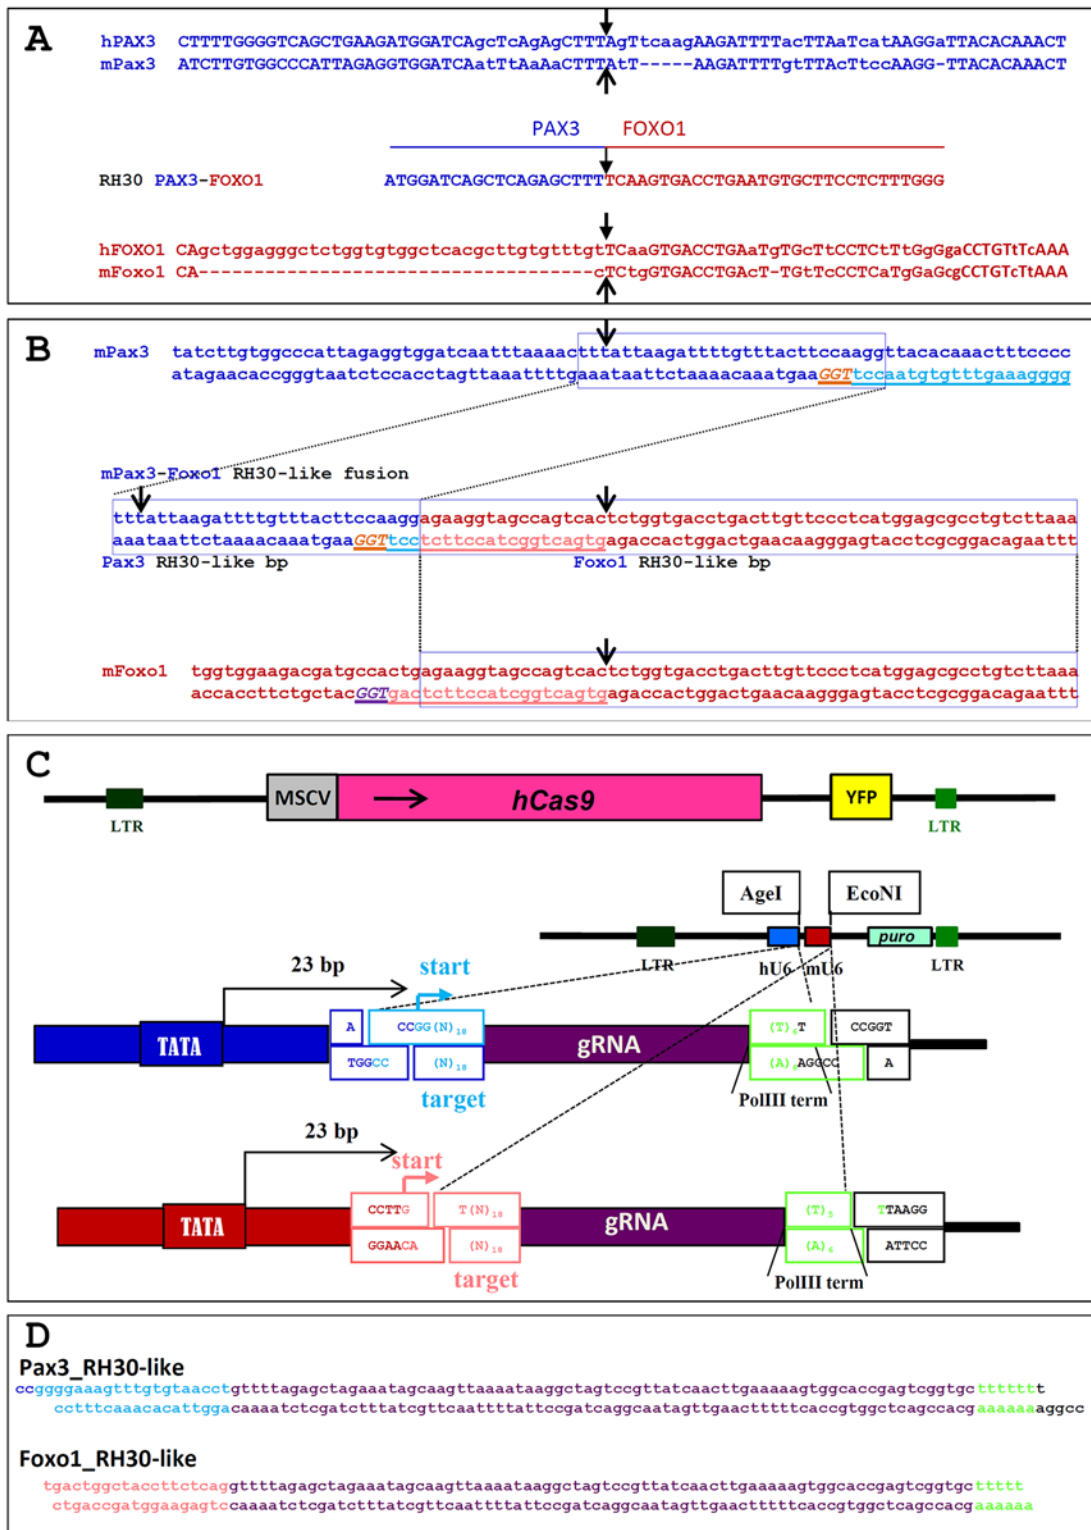 A
hPAX3 CTTTTGGGGTCAGCTGAAGATGGATCAgcTcAgAgCTTTAgTtcaagAAGATTTTacTTAaTcatAAGGaTTACACAAACT
mPax3 ATCTTGTGGCCCATTAGAGGTGGATCAatTtAaAaCTTTAtT-----AAGATTTTgtTTAcTtccAAGG-TTACACAAACT
PAX3 FOXO1
RH30 PAX3-FOXO1 ATGGATCAGCTCAGAGCTTTTCAAGTGACCTGAATGTGCTTCCTCTTTGGG
hFOXO1 CAgctggagggctctggtgtggctcacgcttgtgtttgtTCaaGTGACCTGAaTgTGcTtCCTCtTtGgGgaCCTGTtTcAAA
mFoxo1 CA-------------------------------------cTCtgGTGACCTGAcT-TGtTcCCTCaTgGaGcgCCTGTcTtAAA
B
mPax3 tatcttgtggcccattagaggtggatcaatttaaaactttattaagattttgtttacttccaaggttacacaaactttcccc
atagaacaccgggtaatctccacctagttaaattttgaaataattctaaaacaaatgaaGGTtccaatgtgtttgaaagggg
mPax3-Foxo1 RH30-like fusion
tttattaagattttgtttacttccaaggagaaggtagccagtcactctggtgacctgacttgttccctcatggagcgcctgtcttaaa
aaataattctaaaacaaatgaaGGTtcctcttccatcggtcagtgagaccactggactgaacaagggagtacctcgcggacagaattt
Pax3 RH30-like bp Foxo1 RH30-like bp
mFoxo1 tggtggaagacgatgccactgagaaggtagccagtcactctggtgacctgacttgttccctcatggagcgcctgtcttaaa
accaccttctgctacGGTgactcttccatcggtcagtgagaccactggactgaacaagggagtacctcgcggacagaattt
C
MSCV hCas9 YFP
LTR LTR
AgeI EcoNI
puro
LTR hU6 mU6 LTR
23 bp start
TATA A CCGG(N)18 gRNA (T)6T CCGGT
TGGCC (N)18 (A)6AGGCC A
target PolIII term
23 bp start
TATA CCTTG T(N)18 gRNA (T)5 TTAAGG
GGAACA (N)18 (A)6 ATTCC
target PolIII term
D
Pax3_RH30-like
ccggggaaagtttgtgtaacctgttttagagctagaaatagcaagttaaaataaggctagtccgttatcaacttgaaaaagtggcaccgagtcggtgctttttt
cctttcaaacacattggacaaaatctcgatctttatcgttcaattttattccgatcaggcaatagttgaactttttcaccgtggctcagccacgaaaaaaaggcc
Foxo1_RH30-like
tgactggctaccttctcaggttttagagctagaaatagcaagttaaaataaggctagtccgttatcaacttgaaaaagtggcaccgagtcggtgcttttt
ctgaccgatggaagagtccaaaatctcgatctttatcgttcaattttattccgatcaggcaatagttgaactttttcaccgtggctcagccacgaaaaaa